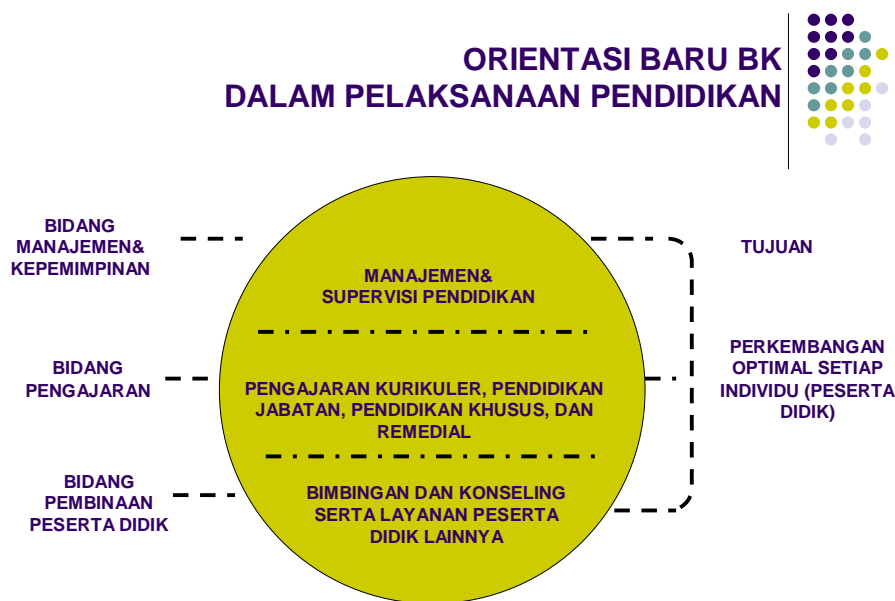 ORIENTASI BARU BK
DALAM PELAKSANAAN PENDIDIKAN
BIDANG
MANAJEMEN&
KEPEMIMPINAN
MANAJEMEN&
SUPERVISI PENDIDIKAN
TUJUAN
BIDANG
PENGAJARAN
PENGAJARAN KURIKULER, PENDIDIKAN
JABATAN, PENDIDIKAN KHUSUS, DAN
REMEDIAL
PERKEMBANGAN
OPTIMAL SETIAP
INDIVIDU (PESERTA
DIDIK)
BIDANG
PEMBINAAN
PESERTA DIDIK
BIMBINGAN DAN KONSELING
SERTA LAYANAN PESERTA
DIDIK LAINNYA